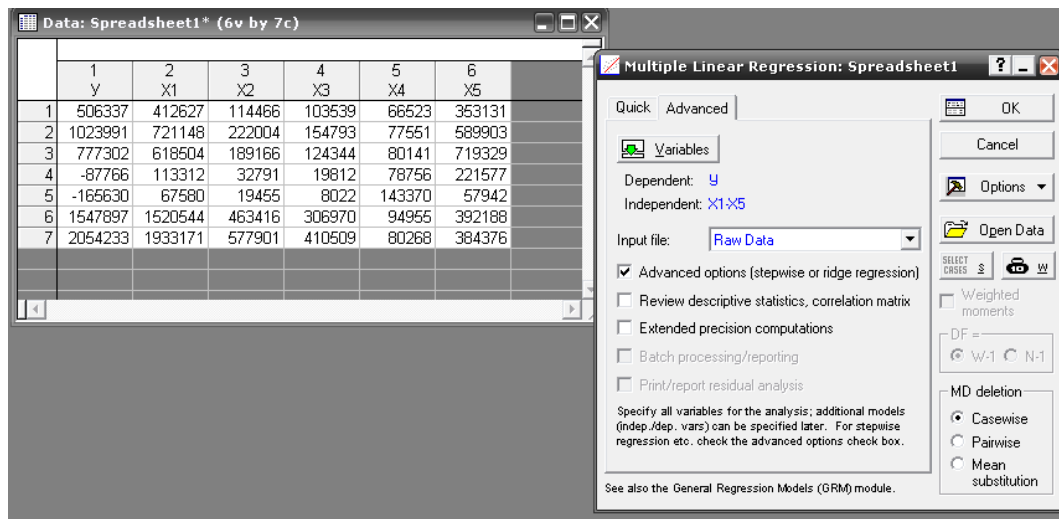 Data: Spreadsheet1* (6v by 7c)
1 2 3 4 5 6
y X1 X2 X3 X4 X5
1 506337 412627 114466 103539 66523 353131
2 1023991 721148 222004 154793 77551 589903
3 777302 618504 189166 124344 80141 719329
4 -87766 113312 32791 19812 78756 221577
5 -165630 67580 19455 8022 143370 57942
6 1547897 1520544 463416 306970 94955 392188
7 2054233 1933171 577901 410509 80268 384376
Multiple Linear Regression: Spreadsheet1
Quick Advanced
Variables
Dependent: y
Independent: X1-X5
Input file: Raw Data
Advanced options (stepwise or ridge regression)
Review descriptive statistics, correlation matrix
Extended precision computations
Batch processing/reporting
Print/report residual analysis
Specify all variables for the analysis; additional models
(indep./dep. vars) can be specified later. For stepwise
regression etc. check the advanced options check box.
See also the General Regression Models (GRM) module.
OK
Cancel
Options
Open Data
SELECT CASES S W
Weighted
moments
DF =
W-1 N-1
MD deletion
Casewise
Pairwise
Mean
substitution